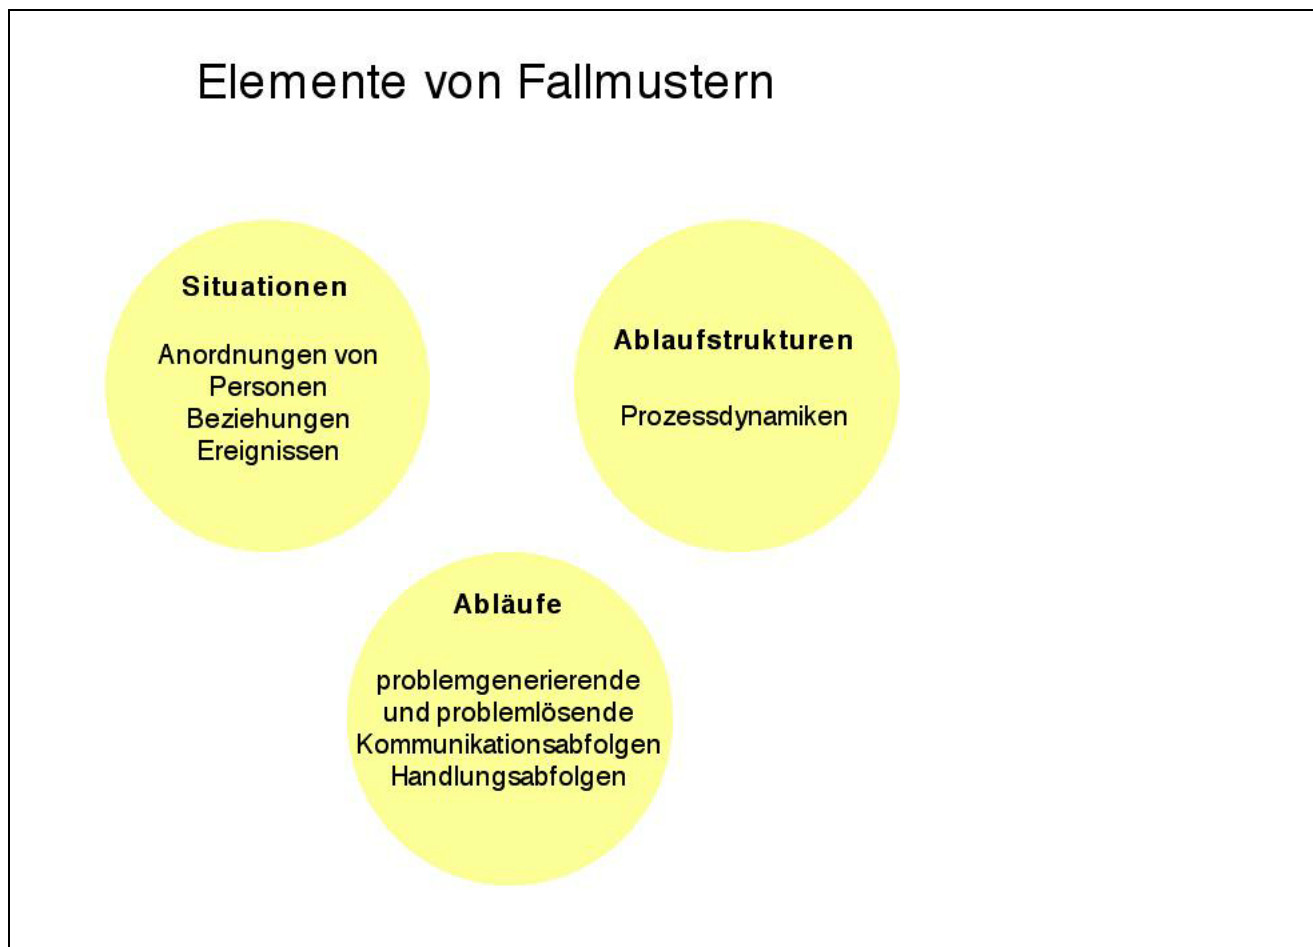 Elemente von Fallmustern
Situationen
Anordnungen von
Personen
Beziehungen
Ereignissen
Ablaufstrukturen
Prozessdynamiken
Abläufe
problemgenerierende
und problemlösende
Kommunikationsabfolgen
Handlungsabfolgen